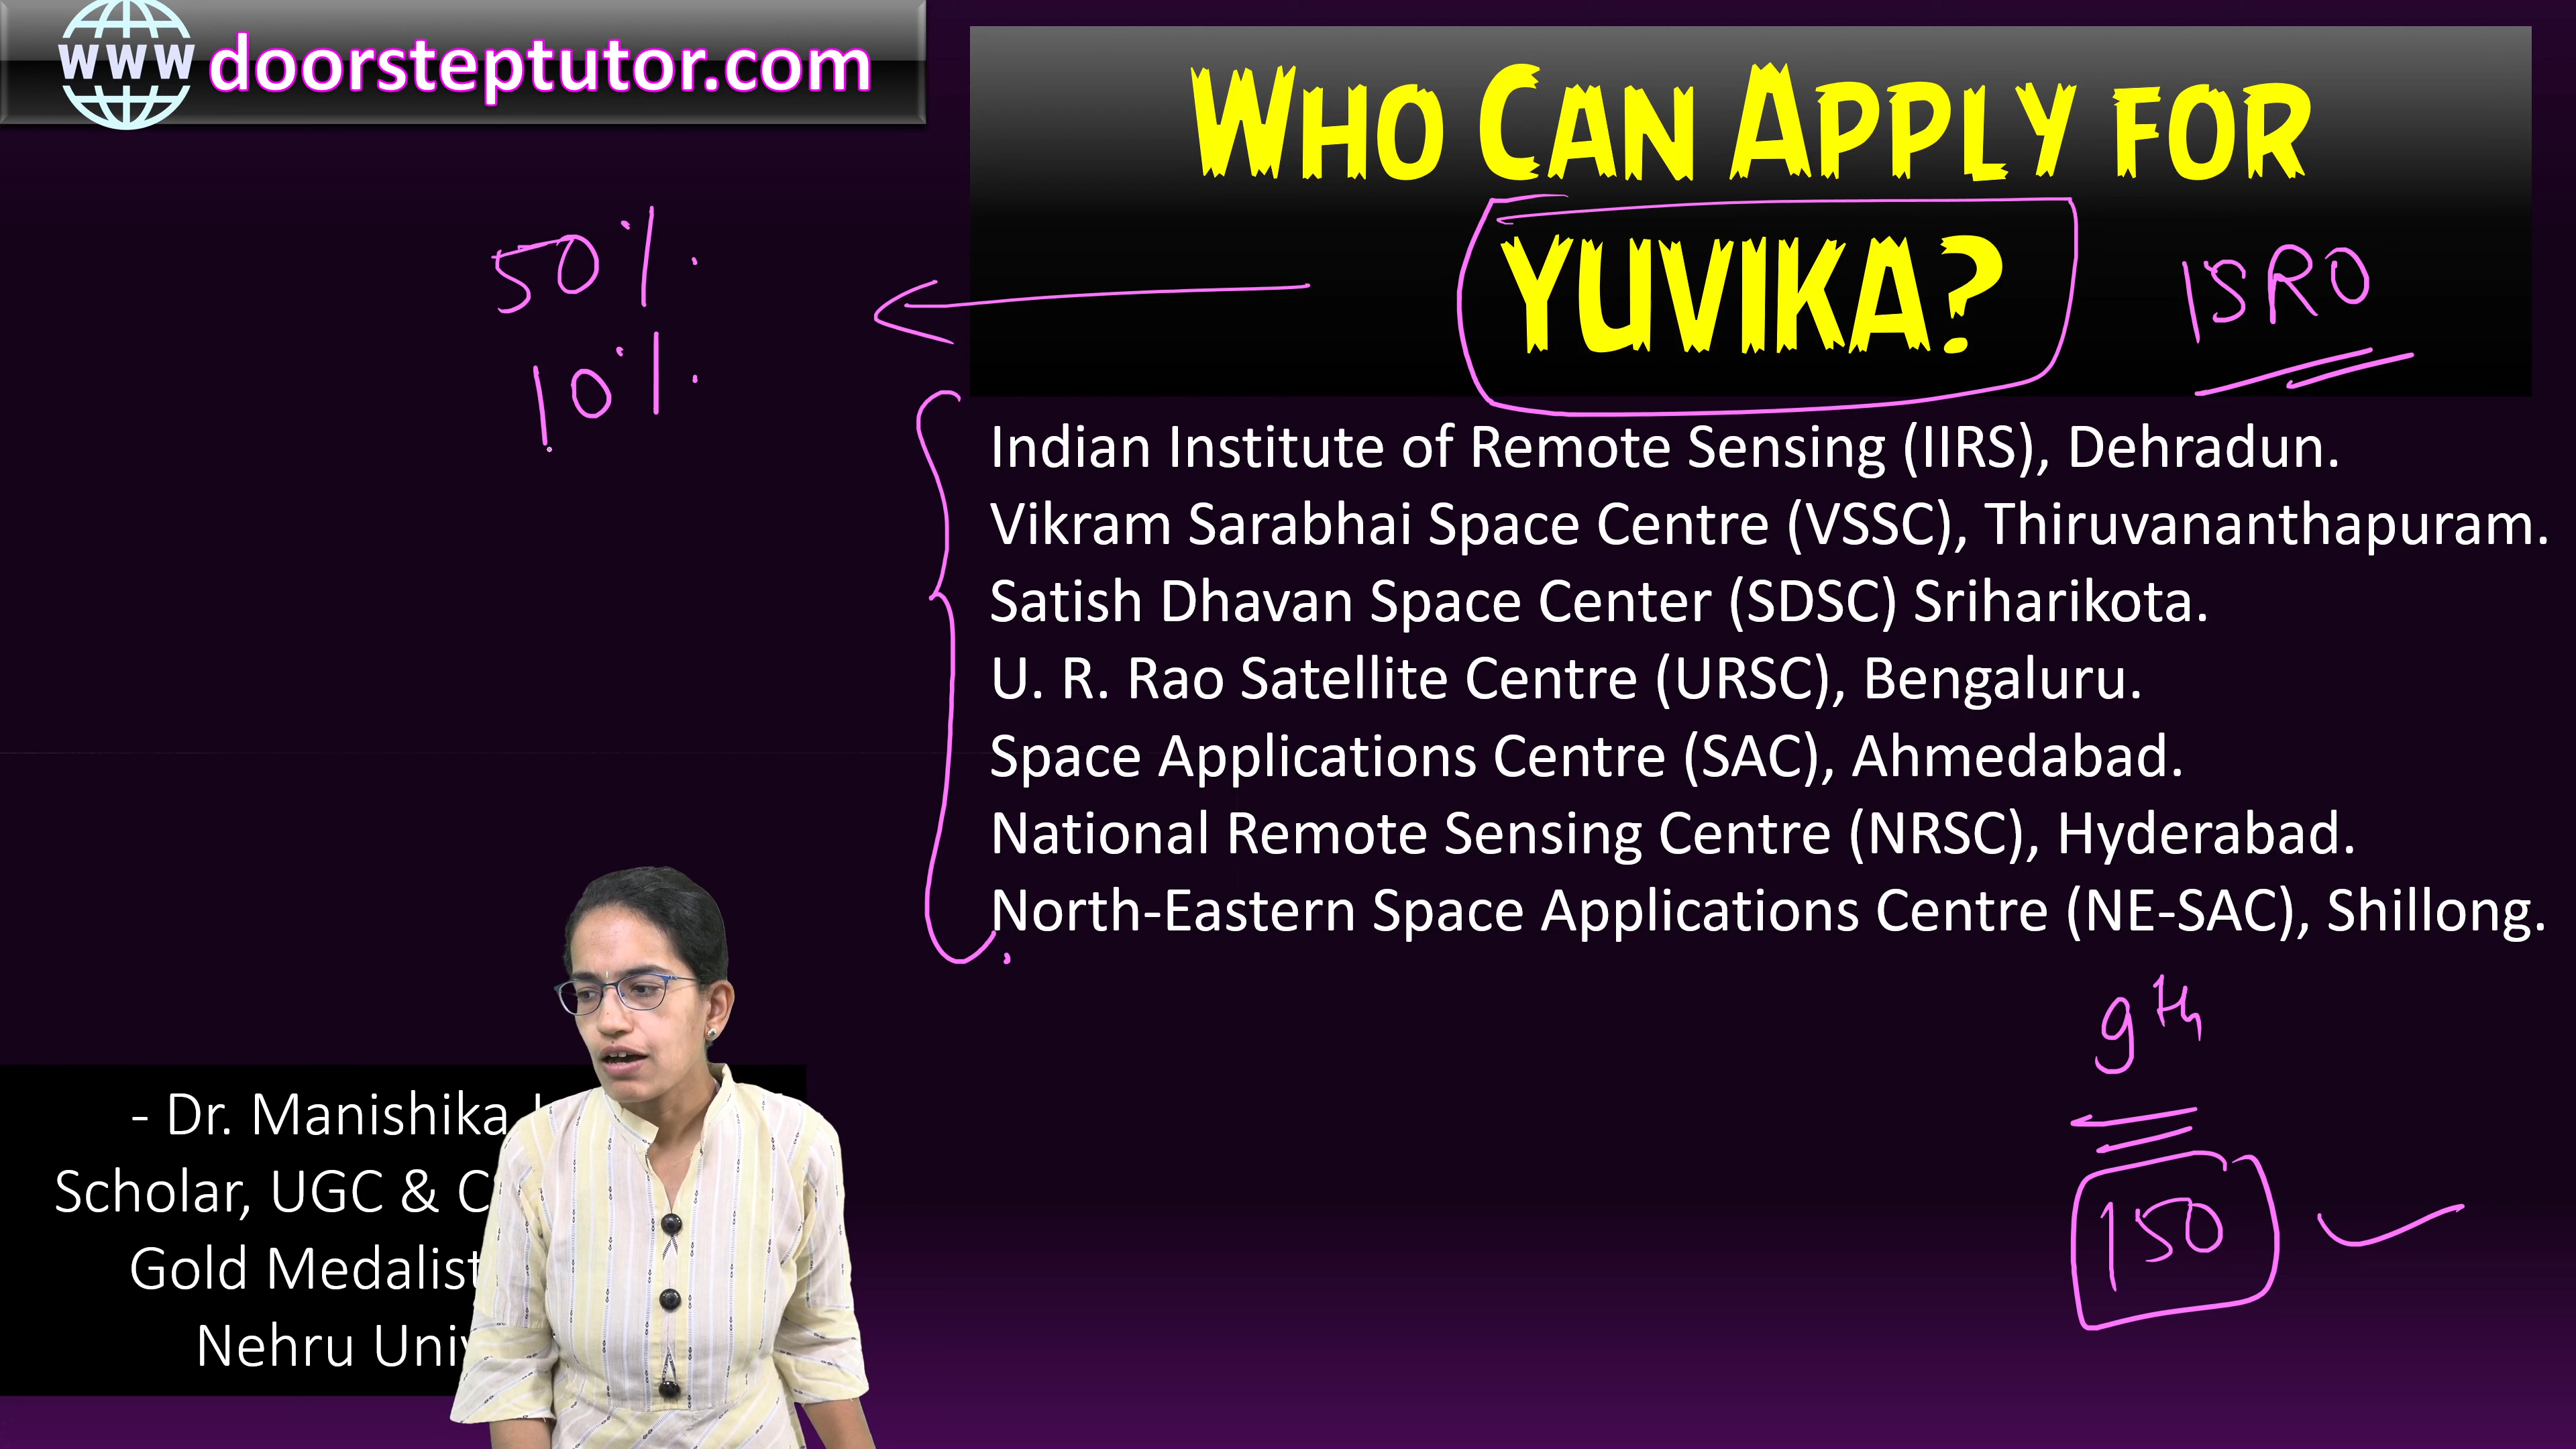 WWW doorsteptutor.com
WHO CAN APPLY FOR
YUVIKA?
ISRO
50%
10%
Indian Institute of Remote Sensing (IIRS), Dehradun.
Vikram Sarabhai Space Centre (VSSC), Thiruvananthapuram.
Satish Dhavan Space Center (SDSC) Sriharikota.
U. R. Rao Satellite Centre (URSC), Bengaluru.
Space Applications Centre (SAC), Ahmedabad.
National Remote Sensing Centre (NRSC), Hyderabad.
North-Eastern Space Applications Centre (NE-SAC), Shillong.
9th
150
- Dr. Manishika
Scholar, UGC &
Gold Medalist
Nehru